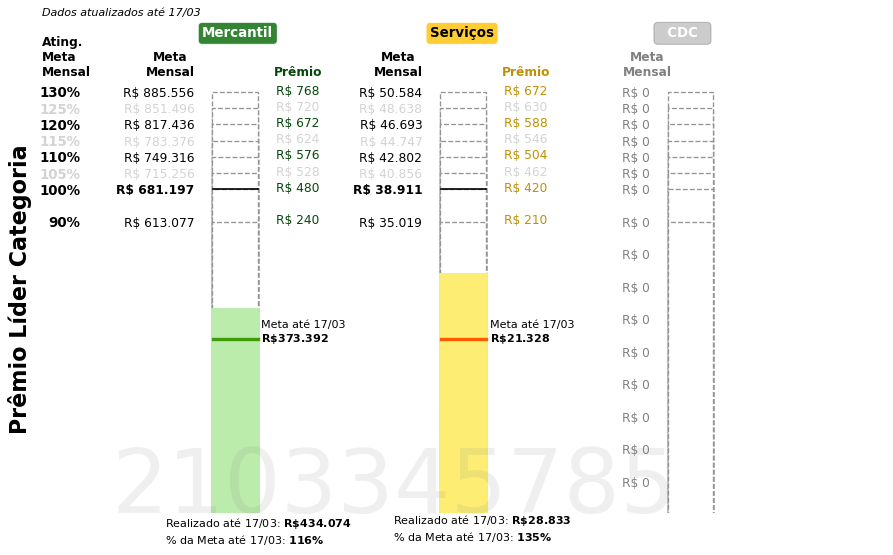 Dados atualizados até 17/03
Mercantil Serviços CDC
Ating. Meta Mensal
Meta Mensal Prêmio Meta Mensal Prêmio Meta Mensal
130% R$ 885.556 R$ 768 R$ 50.584 R$ 672 R$ 0
125% R$ 851.496 R$ 720 R$ 48.638 R$ 630 R$ 0
120% R$ 817.436 R$ 672 R$ 46.693 R$ 588 R$ 0
115% R$ 783.376 R$ 624 R$ 44.747 R$ 546 R$ 0
110% R$ 749.316 R$ 576 R$ 42.802 R$ 504 R$ 0
105% R$ 715.256 R$ 528 R$ 40.856 R$ 462 R$ 0
100% R$ 681.197 R$ 480 R$ 38.911 R$ 420 R$ 0
90% R$ 613.077 R$ 240 R$ 35.019 R$ 210 R$ 0
R$ 0
R$ 0
R$ 0
R$ 0
R$ 0
R$ 0
R$ 0
R$ 0
Prêmio Líder Categoria
Meta até 17/03
R$373.392
Meta até 17/03
R$21.328
2103345785
Realizado até 17/03: R$434.074
% da Meta até 17/03: 116%
Realizado até 17/03: R$28.833
% da Meta até 17/03: 135%